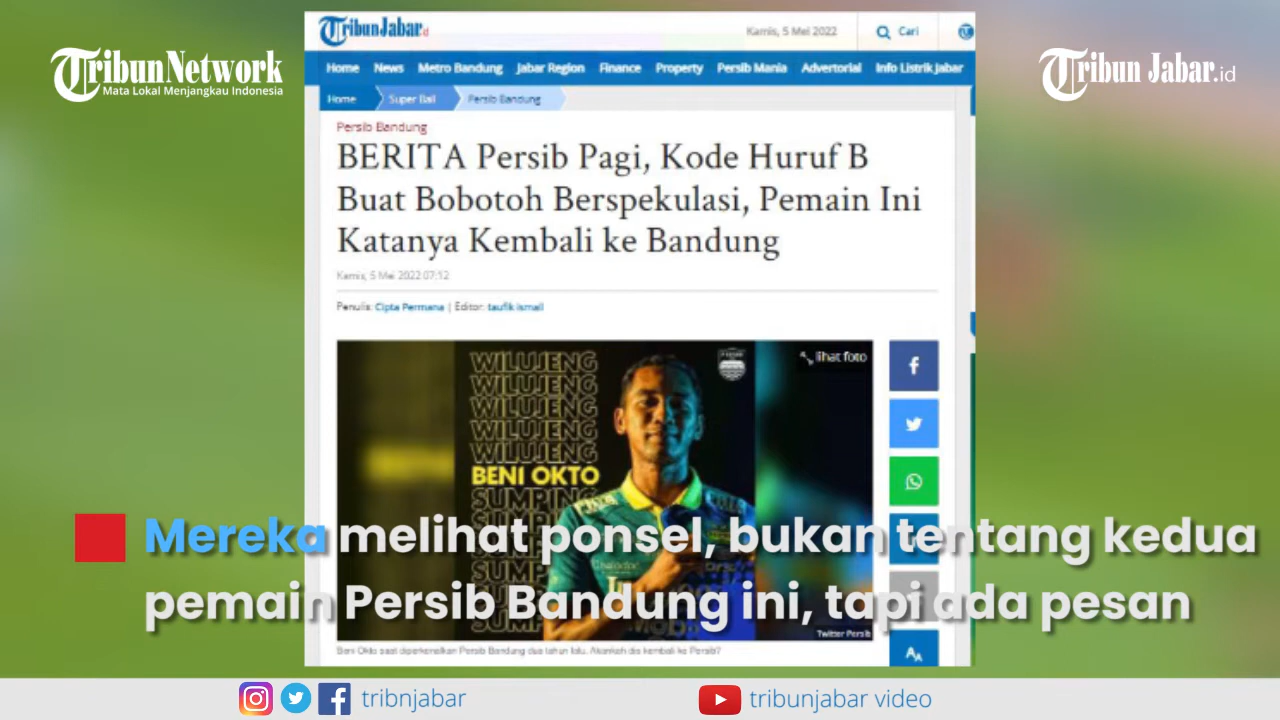 TribunNetwork
Mata Lokal Menjangkau Indonesia
Tribun Jabar.id
TribunJabar.id
Kamis, 5 Mei 2022
Cari
Home News Metro Bandung Jabar Region Finance Property Persib Mania Advertorial Info Listrik Jabar
Home Super Ball Persib Bandung
Persib Bandung
BERITA Persib Pagi, Kode Huruf B
Buat Bobotoh Berspekulasi, Pemain Ini
Katanya Kembali ke Bandung
Kamis, 5 Mei 2022 07:12
Penulis: Cipta Permana | Editor: taufik ismail
lihat foto
WILUJENG
WILUJENG
WILUJENG
WILUJENG
WILUJENG
BENI OKTO
SUMPING
SUMPING
Mereka melihat ponsel, bukan tentang kedua
pemain Persib Bandung ini, tapi ada pesan
Twitter Persib
Beni Okto saat diperkenalkan Persib Bandung dua tahun lalu. Akankah dia kembali ke Persib?
AA
tribnjabar
tribunjabar video